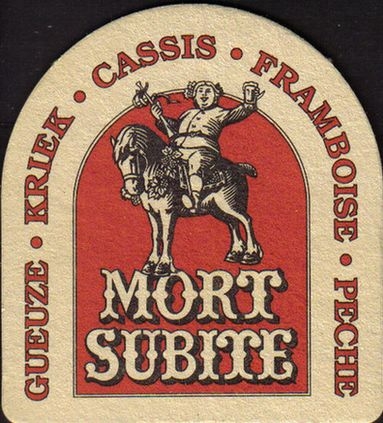 GUEUZE • KRIEK • CASSIS • FRAMBOISE • PECHE
MORT
SUBITE